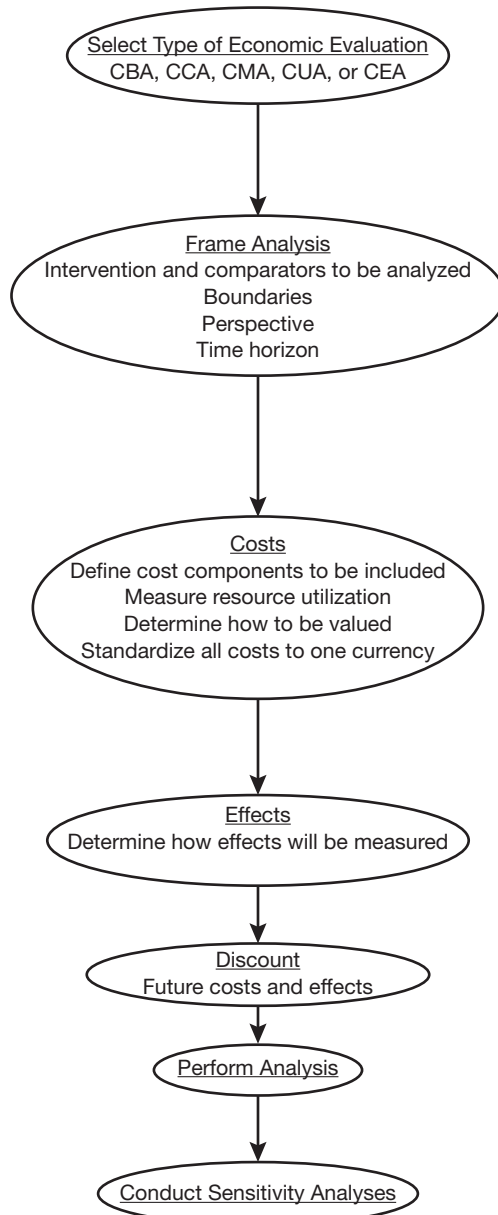 Select Type of Economic Evaluation
CBA, CCA, CMA, CUA, or CEA
Frame Analysis
Intervention and comparators to be analyzed
Boundaries
Perspective
Time horizon
Costs
Define cost components to be included
Measure resource utilization
Determine how to be valued
Standardize all costs to one currency
Effects
Determine how effects will be measured
Discount
Future costs and effects
Perform Analysis
Conduct Sensitivity Analyses